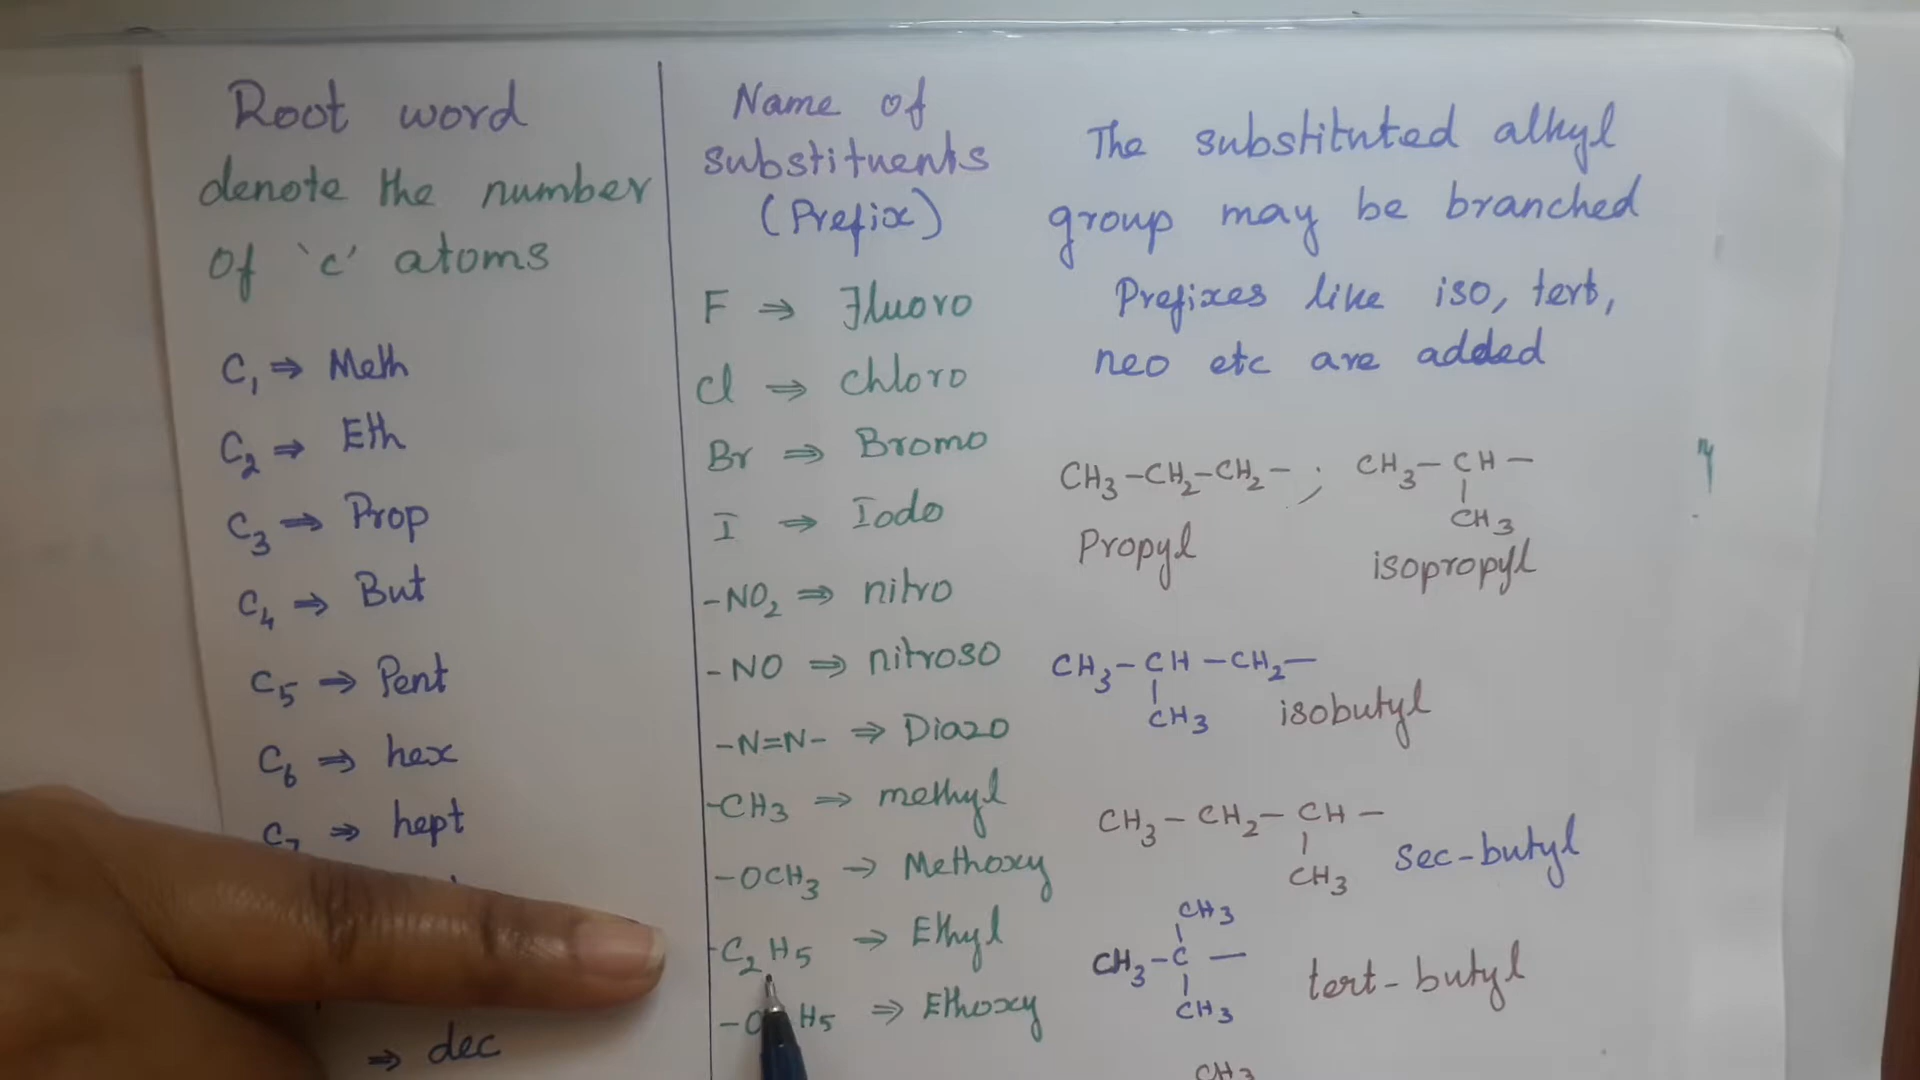 Root word
denote the number
of 'c' atoms
C1 ⇒ Meth
C2 ⇒ Eth
C3 ⇒ Prop
C4 ⇒ But
C5 ⇒ Pent
C6 ⇒ hex
C7 ⇒ hept
⇒ dec
Name of
substituents
(Prefix)
F ⇒ Fluoro
Cl ⇒ chloro
Br ⇒ Bromo
I ⇒ Iodo
-NO2 ⇒ nitro
-NO ⇒ nitroso
-N=N- ⇒ Diazo
-CH3 ⇒ methyl
-OCH3 → Methoxy
-C2H5 ⇒ Ethyl
-O H5 ⇒ Ethoxy
The substituted alkyl
group may be branched
Prefixes like iso, tert,
neo etc are added
CH3-CH2-CH2- ; CH3-CH-
CH3
Propyl isopropyl
CH3-CH-CH2-
CH3 isobutyl
CH3-CH2-CH-
CH3 sec-butyl
CH3
CH3-C- tert-butyl
CH3
CH3